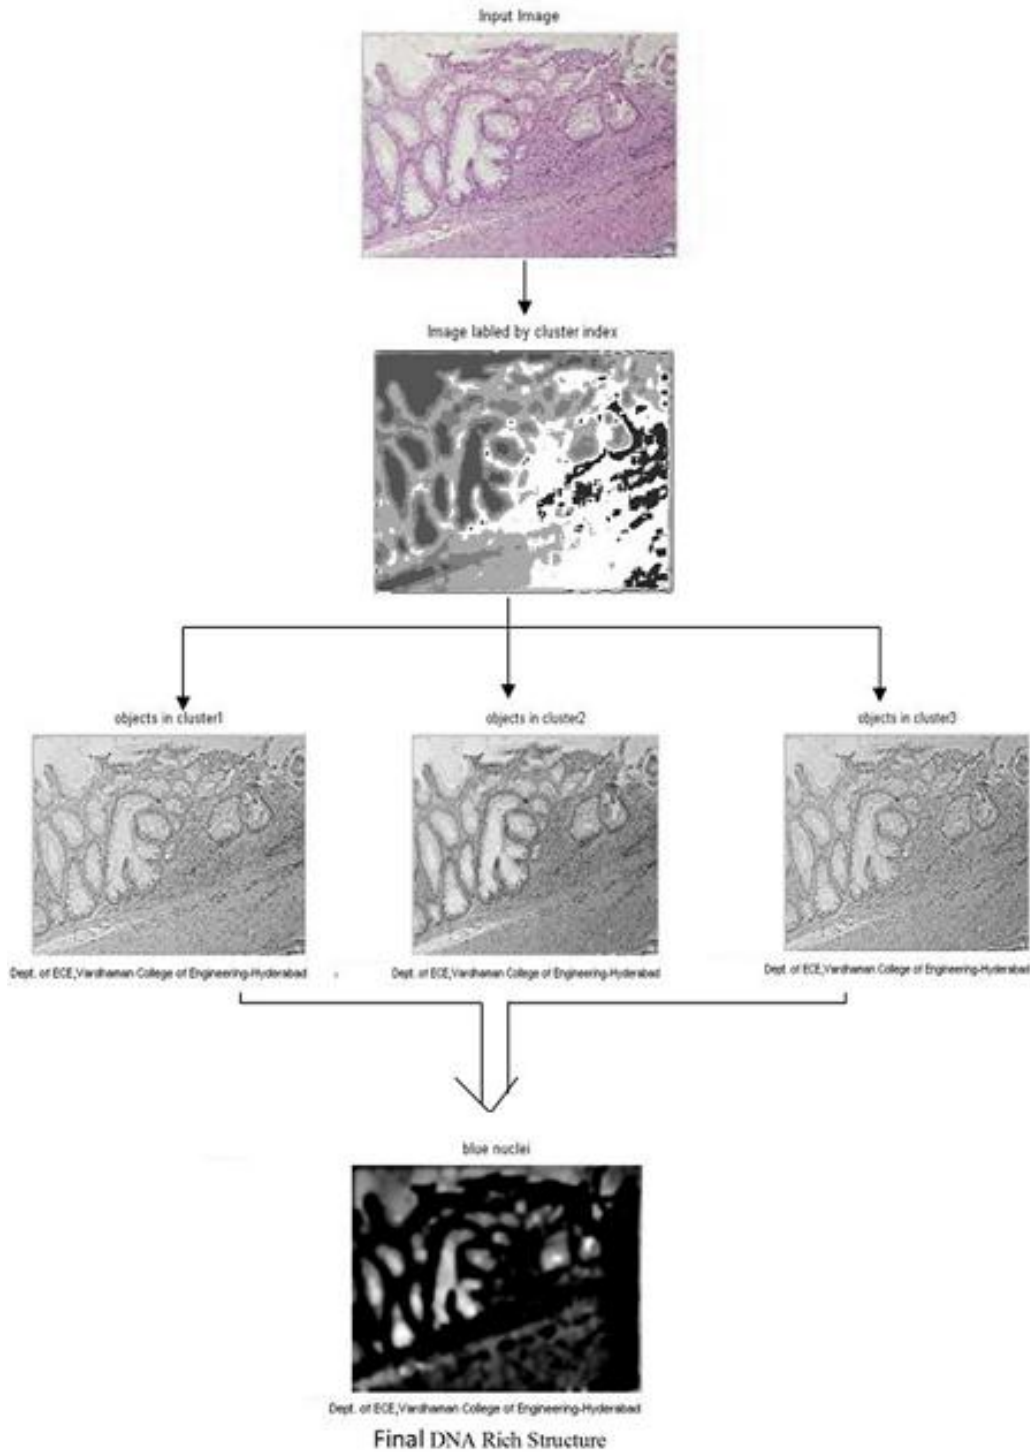 Input Image
Image labled by cluster index
objects in cluster1
objects in cluster2
objects in cluster3
Dept. of ECE,Vardhaman College of Engineering-Hyderabad
Dept. of ECE,Vardhaman College of Engineering-Hyderabad
Dept. of ECE,Vardhaman College of Engineering-Hyderabad
blue nuclei
Dept. of ECE,Vardhaman College of Engineering-Hyderabad
Final DNA Rich Structure